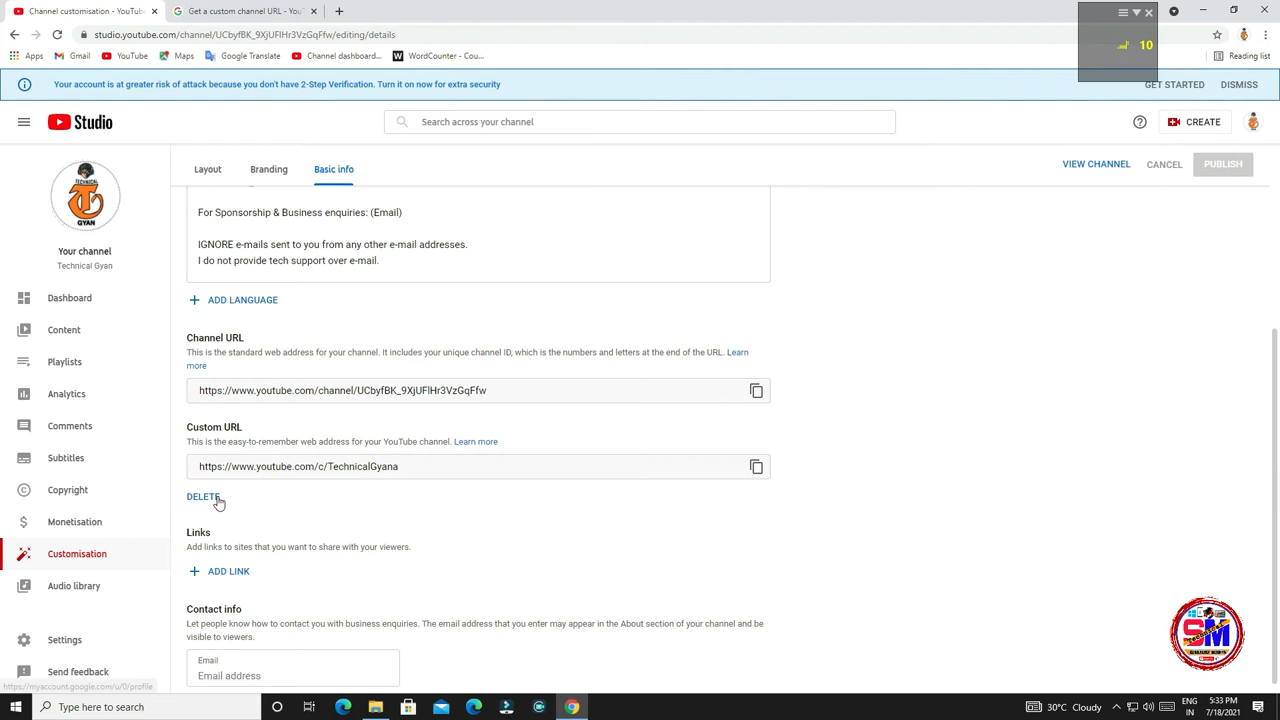 Channel customisation - YouTub
Get a custom channel URL - YouT
studio.youtube.com/channel/UCbyfBK_9XjUFlHr3VzGqFfw/editing/details
10
Apps
Gmail
YouTube
Maps
Google Translate
Channel dashboard...
WordCounter - Cou...
Reading list
Your account is at greater risk of attack because you don't have 2-Step Verification. Turn it on now for extra security
GET STARTED
DISMISS
Studio
Search across your channel
CREATE
Layout
Branding
Basic info
VIEW CHANNEL
CANCEL
PUBLISH
TECHNICAL
GYAN
Your channel
Technical Gyan
Dashboard
Content
Playlists
Analytics
Comments
Subtitles
Copyright
Monetisation
Customisation
Audio library
Settings
Send feedback
https://myaccount.google.com/u/0/profile
For Sponsorship & Business enquiries: (Email)
IGNORE e-mails sent to you from any other e-mail addresses.
I do not provide tech support over e-mail.
ADD LANGUAGE
Channel URL
This is the standard web address for your channel. It includes your unique channel ID, which is the numbers and letters at the end of the URL. Learn
more
https://www.youtube.com/channel/UCbyfBK_9XjUFlHr3VzGqFfw
Custom URL
This is the easy-to-remember web address for your YouTube channel. Learn more
https://www.youtube.com/c/TechnicalGyana
DELETE
Links
Add links to sites that you want to share with your viewers.
ADD LINK
Contact info
Let people know how to contact you with business enquiries. The email address that you enter may appear in the About section of your channel and be
visible to viewers.
Email
Email address
SM
Type here to search
30°C Cloudy
ENG
IN
5:33 PM
7/18/2021